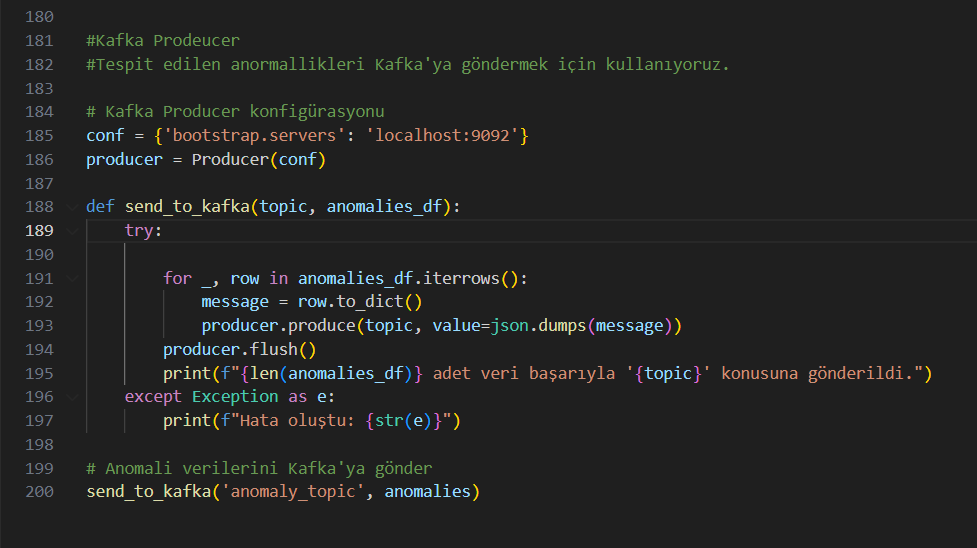 180
181 #Kafka Prodeucer
182 #Tespit edilen anormallikleri Kafka'ya göndermek için kullanıyoruz.
183
184 # Kafka Producer konfigürasyonu
185 conf = {'bootstrap.servers': 'localhost:9092'}
186 producer = Producer(conf)
187
188 def send_to_kafka(topic, anomalies_df):
189     try:
190
191         for _, row in anomalies_df.iterrows():
192             message = row.to_dict()
193             producer.produce(topic, value=json.dumps(message))
194         producer.flush()
195         print(f"{len(anomalies_df)} adet veri başarıyla '{topic}' konusuna gönderildi.")
196     except Exception as e:
197         print(f"Hata oluştu: {str(e)}")
198
199 # Anomali verilerini Kafka'ya gönder
200 send_to_kafka('anomaly_topic', anomalies)